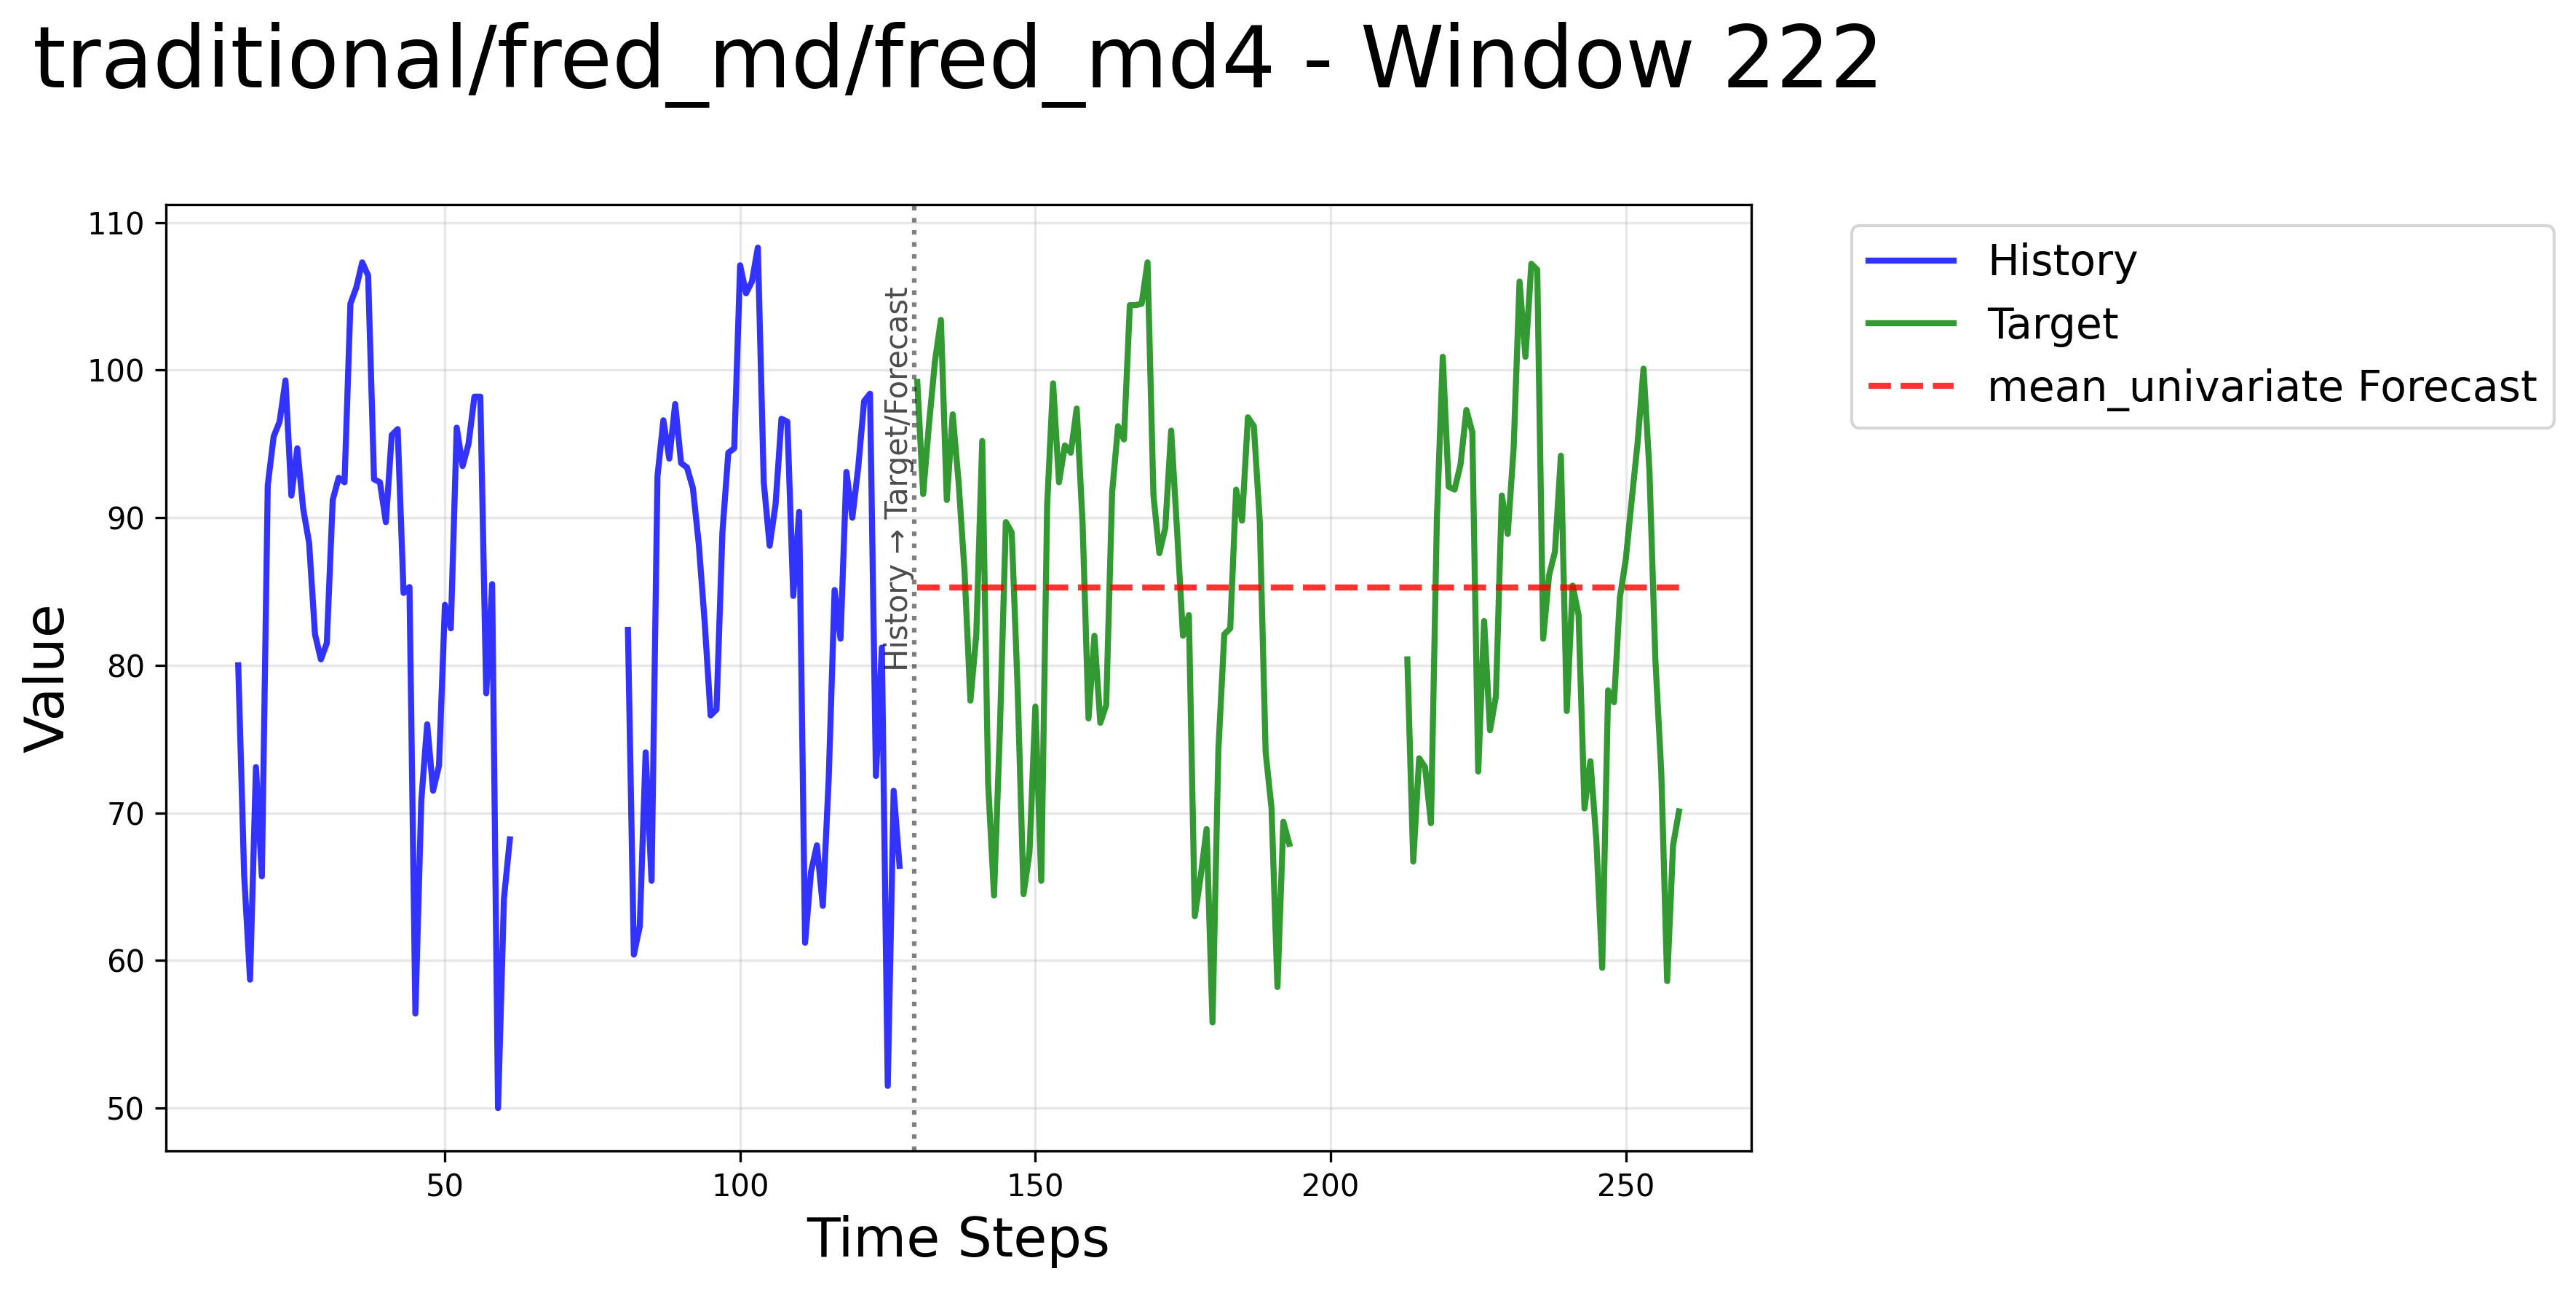 traditional/fred_md/fred_md4 - Window 222
110
100
90
80
70
60
50
Value
50
100
150
200
250
Time Steps
History → Target/Forecast
History
Target
mean_univariate Forecast